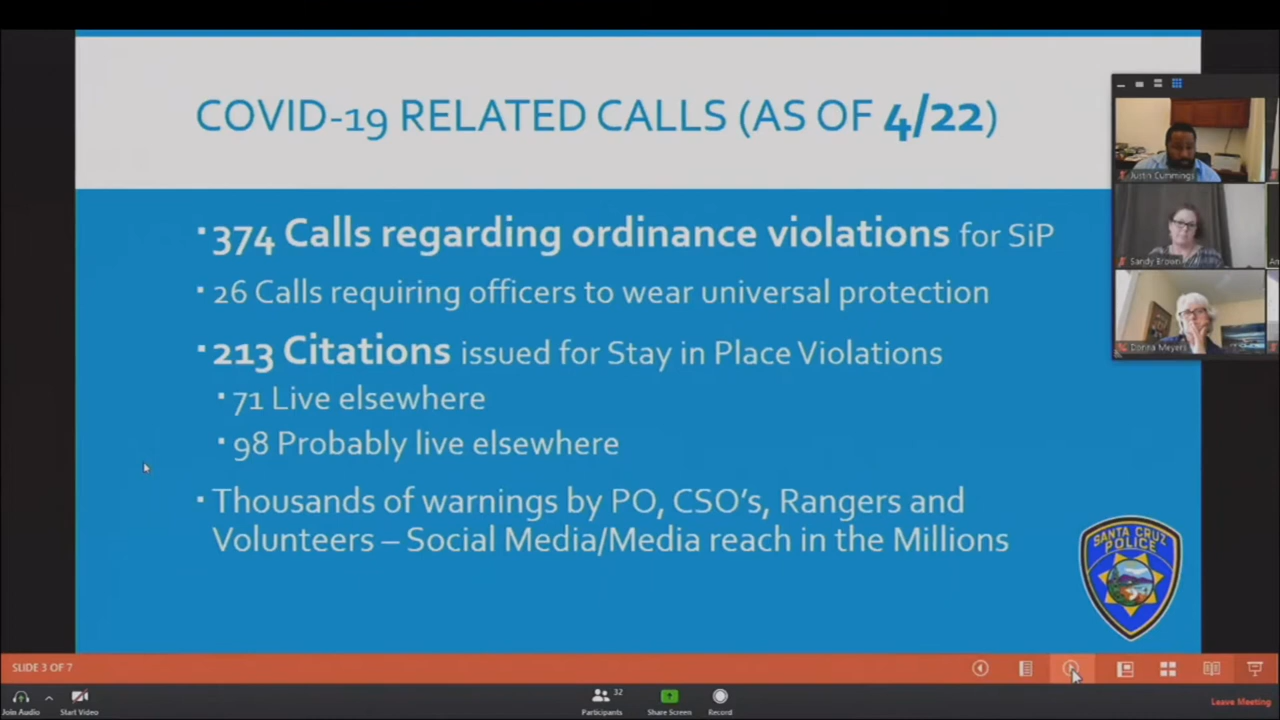 COVID-19 RELATED CALLS (AS OF 4/22)
374 Calls regarding ordinance violations for SiP
26 Calls requiring officers to wear universal protection
213 Citations issued for Stay in Place Violations
71 Live elsewhere
98 Probably live elsewhere
Thousands of warnings by PO, CSO's, Rangers and
Volunteers – Social Media/Media reach in the Millions
Justin Cummings
Sandy Brown
Donna Meyers
SANTA CRUZ
POLICE
SLIDE 3 OF 7
Join Audio
Start Video
32
Participants
Share Screen
Record
Leave Meeting